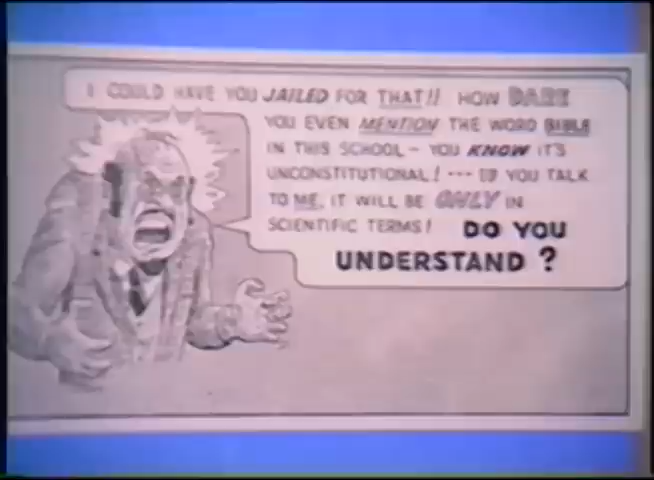 I COULD HAVE YOU JAILED FOR THAT!! HOW DARE
YOU EVEN MENTION THE WORD BIBLE
IN THIS SCHOOL - YOU KNOW IT'S
UNCONSTITUTIONAL! --- IF YOU TALK
TO ME, IT WILL BE ONLY IN
SCIENTIFIC TERMS! DO YOU
UNDERSTAND?